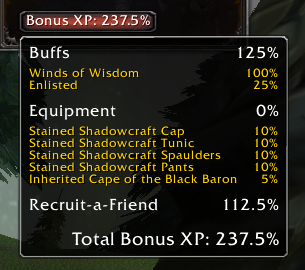 Bonus XP: 237.5%
Buffs 125%
Winds of Wisdom 100%
Enlisted 25%
Equipment 0%
Stained Shadowcraft Cap 10%
Stained Shadowcraft Tunic 10%
Stained Shadowcraft Spaulders 10%
Stained Shadowcraft Pants 10%
Inherited Cape of the Black Baron 5%
Recruit-a-Friend 112.5%
Total Bonus XP: 237.5%